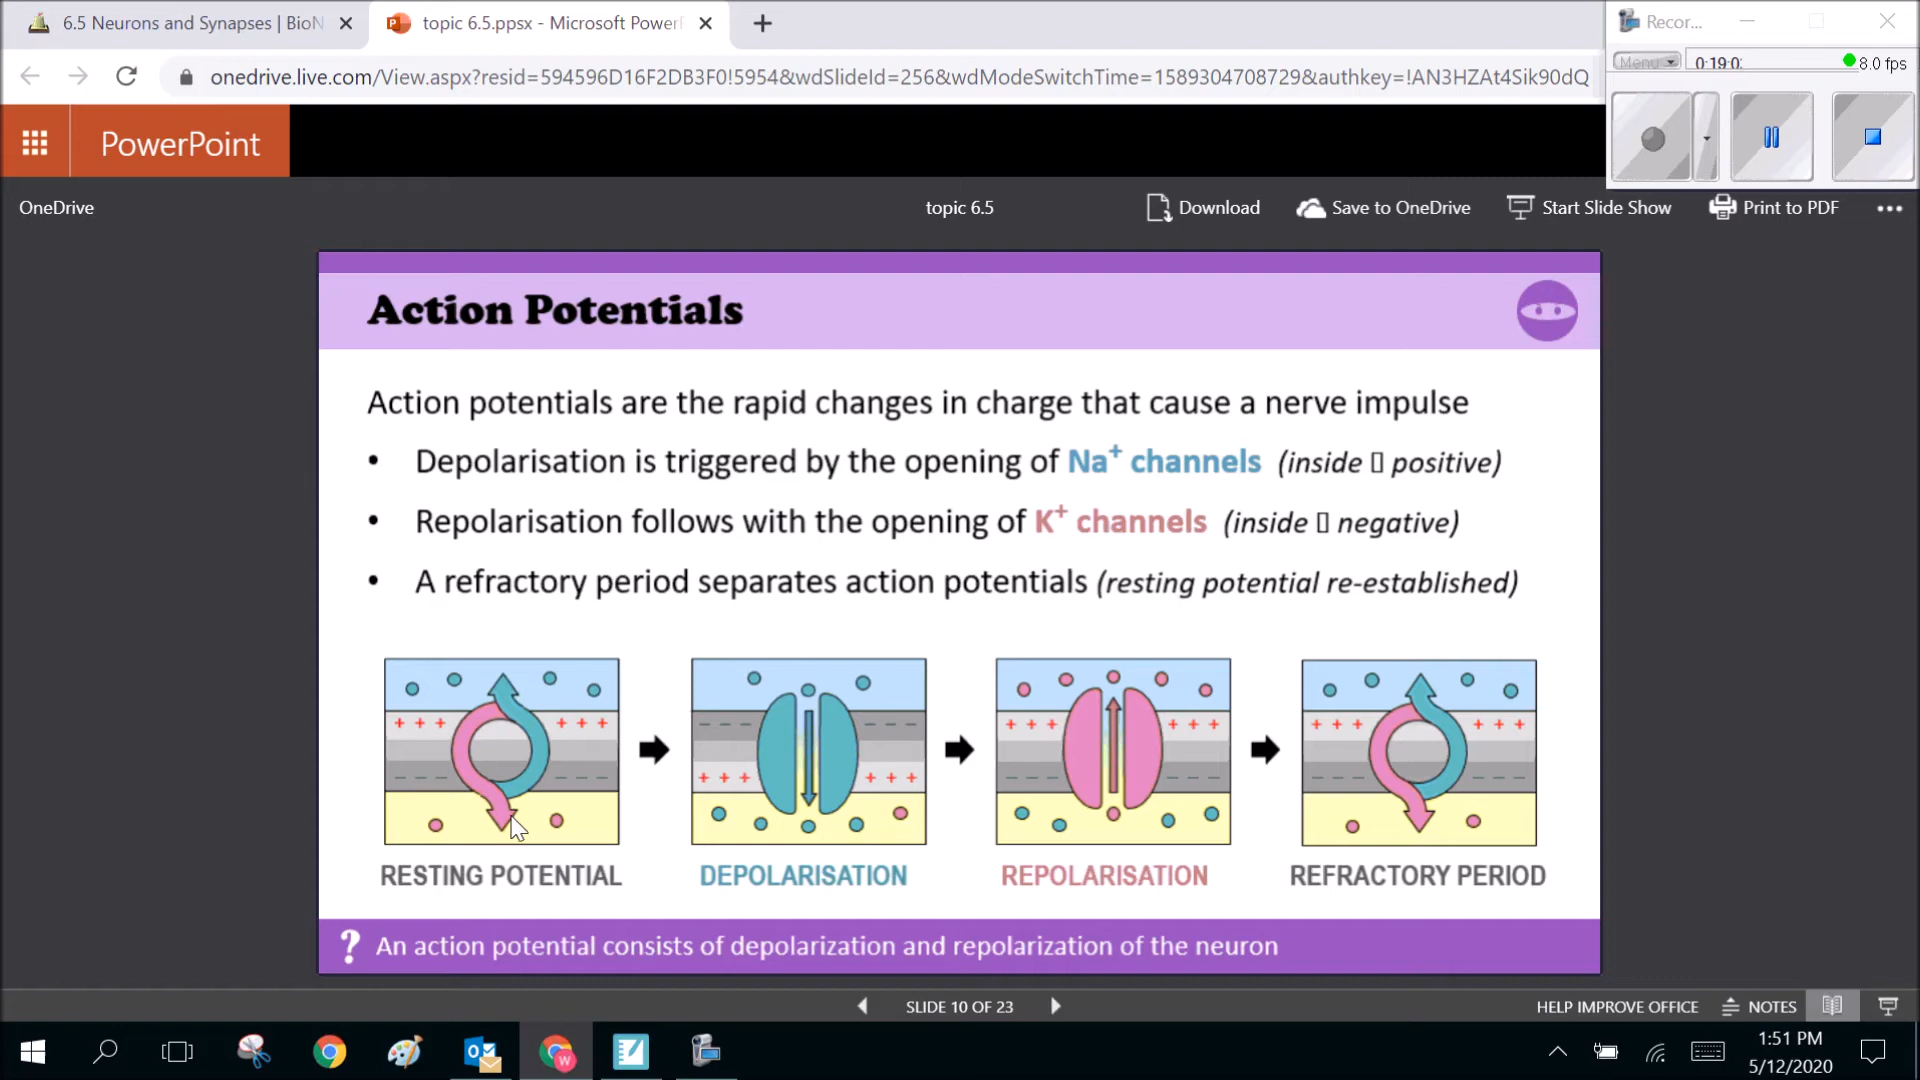 6.5 Neurons and Synapses | BioN
topic 6.5.ppsx - Microsoft PowerP
Recor...
onedrive.live.com/View.aspx?resid=594596D16F2DB3F0!5954&wdSlideId=256&wdModeSwitchTime=1589304708729&authkey=!AN3HZAt4Sik90dQ
Menu
0:19:0
8.0 fps
PowerPoint
OneDrive
topic 6.5
Download
Save to OneDrive
Start Slide Show
Print to PDF
Action Potentials
Action potentials are the rapid changes in charge that cause a nerve impulse
• Depolarisation is triggered by the opening of Na⁺ channels (inside ▯ positive)
• Repolarisation follows with the opening of K⁺ channels (inside ▯ negative)
• A refractory period separates action potentials (resting potential re-established)
+ + + + + +
- - - - - -
- - - - - -
+ + + + + +
+ + + + + +
- - - - - -
+ + + + + +
- - - - - -
RESTING POTENTIAL
DEPOLARISATION
REPOLARISATION
REFRACTORY PERIOD
? An action potential consists of depolarization and repolarization of the neuron
SLIDE 10 OF 23
HELP IMPROVE OFFICE
NOTES
W
1:51 PM
5/12/2020